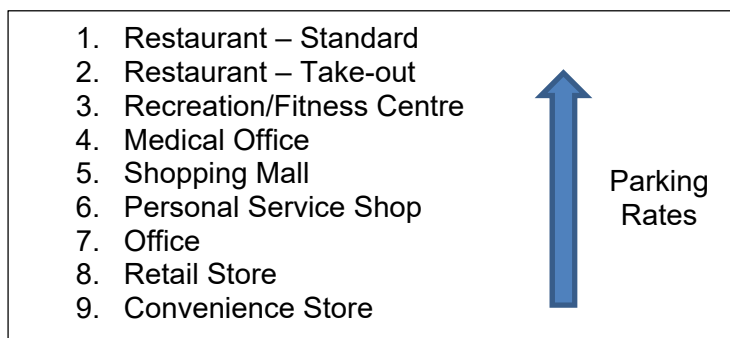 1. Restaurant – Standard
2. Restaurant – Take-out
3. Recreation/Fitness Centre
4. Medical Office
5. Shopping Mall
6. Personal Service Shop
7. Office
8. Retail Store
9. Convenience Store
Parking
Rates